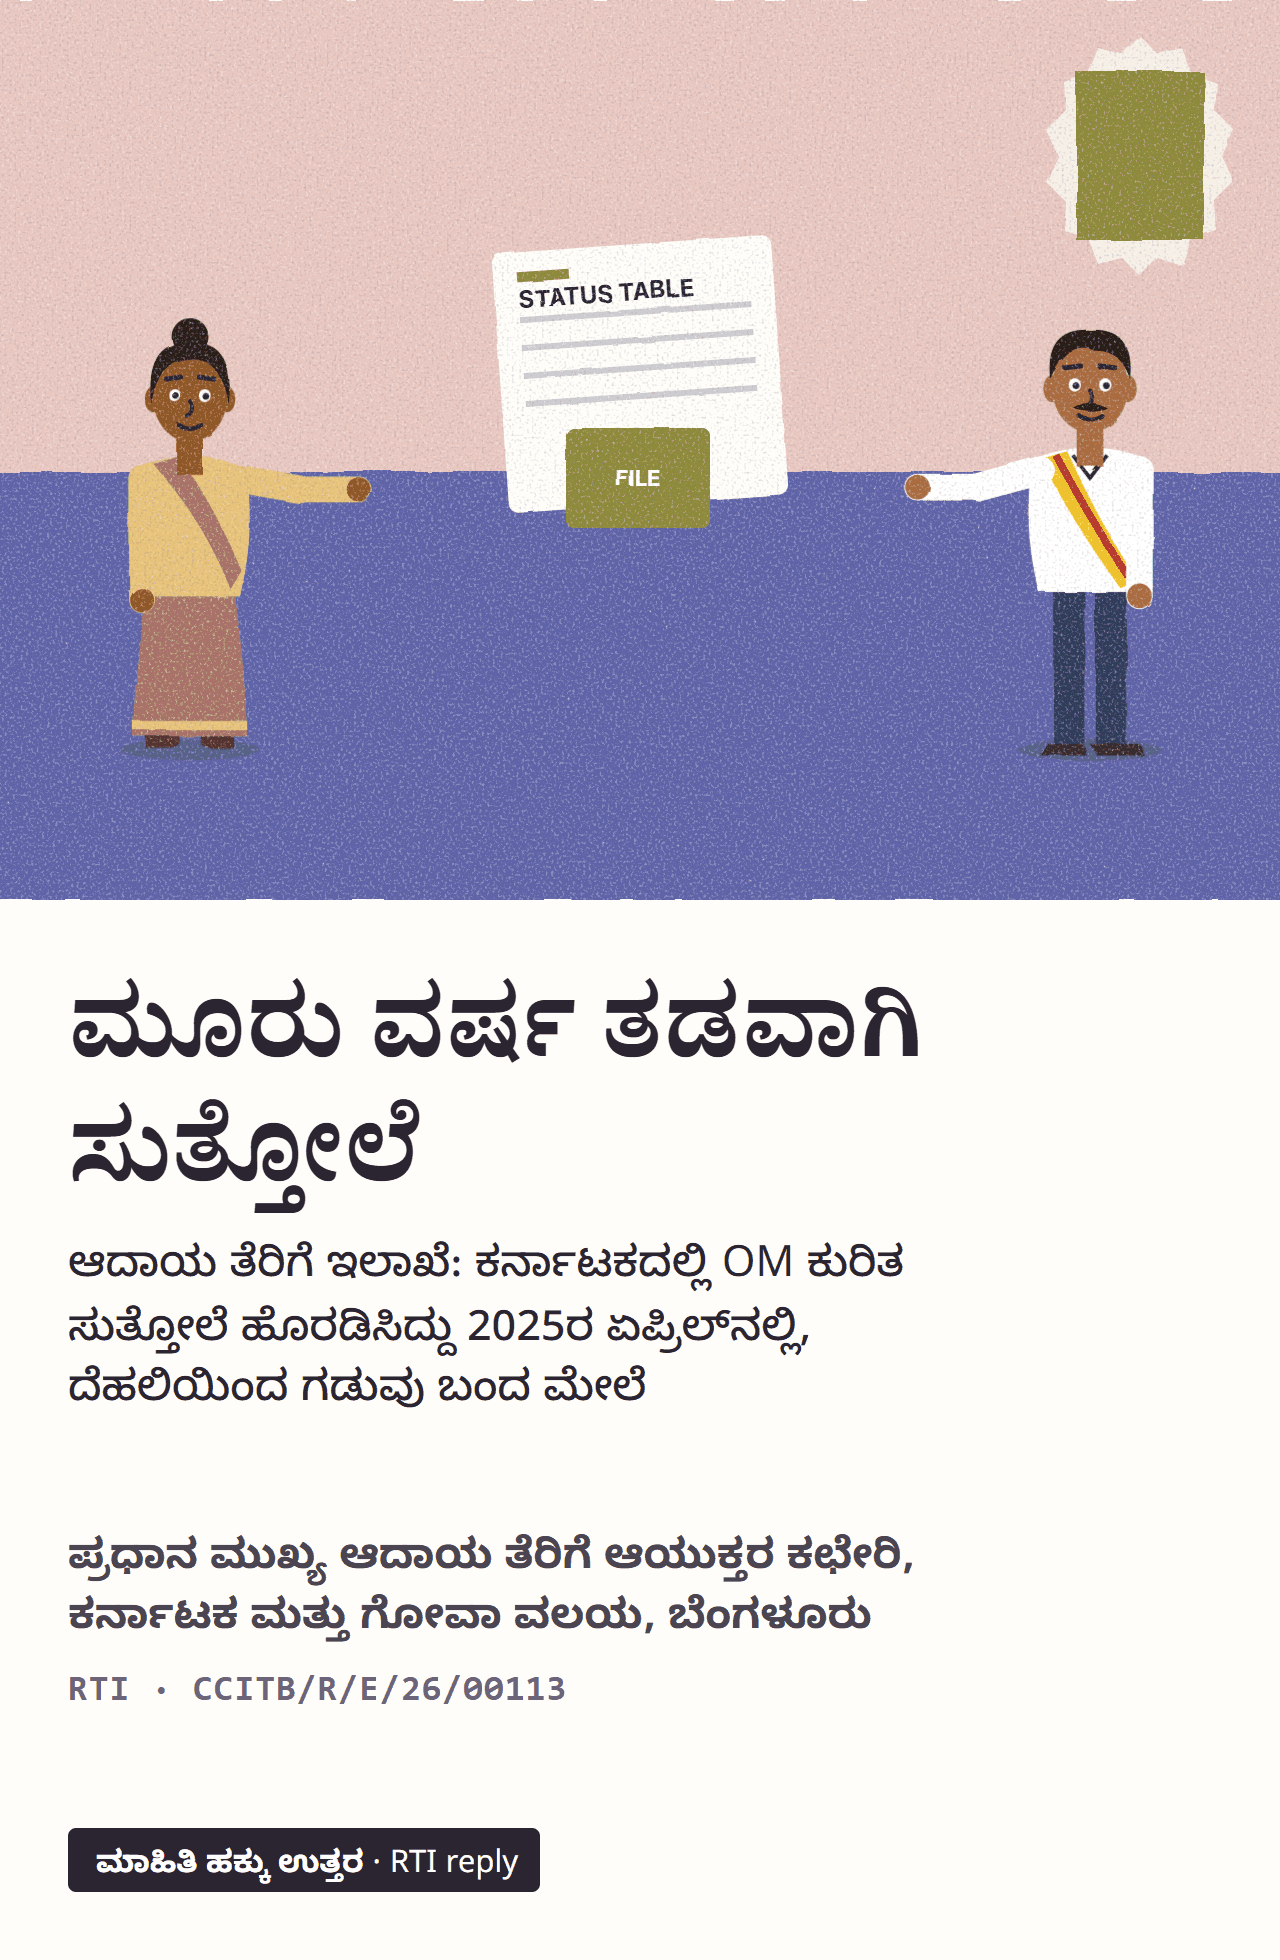 STATUS TABLE
FILE
ಮೂರು ವರ್ಷ ತಡವಾಗಿ
ಸುತ್ತೋಲೆ
ಆದಾಯ ತೆರಿಗೆ ಇಲಾಖೆ: ಕರ್ನಾಟಕದಲ್ಲಿ OM ಕುರಿತ
ಸುತ್ತೋಲೆ ಹೊರಡಿಸಿದ್ದು 2025ರ ಏಪ್ರಿಲ್‌ನಲ್ಲಿ,
ದೆಹಲಿಯಿಂದ ಗಡುವು ಬಂದ ಮೇಲೆ
ಪ್ರಧಾನ ಮುಖ್ಯ ಆದಾಯ ತೆರಿಗೆ ಆಯುಕ್ತರ ಕಛೇರಿ,
ಕರ್ನಾಟಕ ಮತ್ತು ಗೋವಾ ವಲಯ, ಬೆಂಗಳೂರು
RTI · CCITB/R/E/26/00113
ಮಾಹಿತಿ ಹಕ್ಕು ಉತ್ತರ · RTI reply